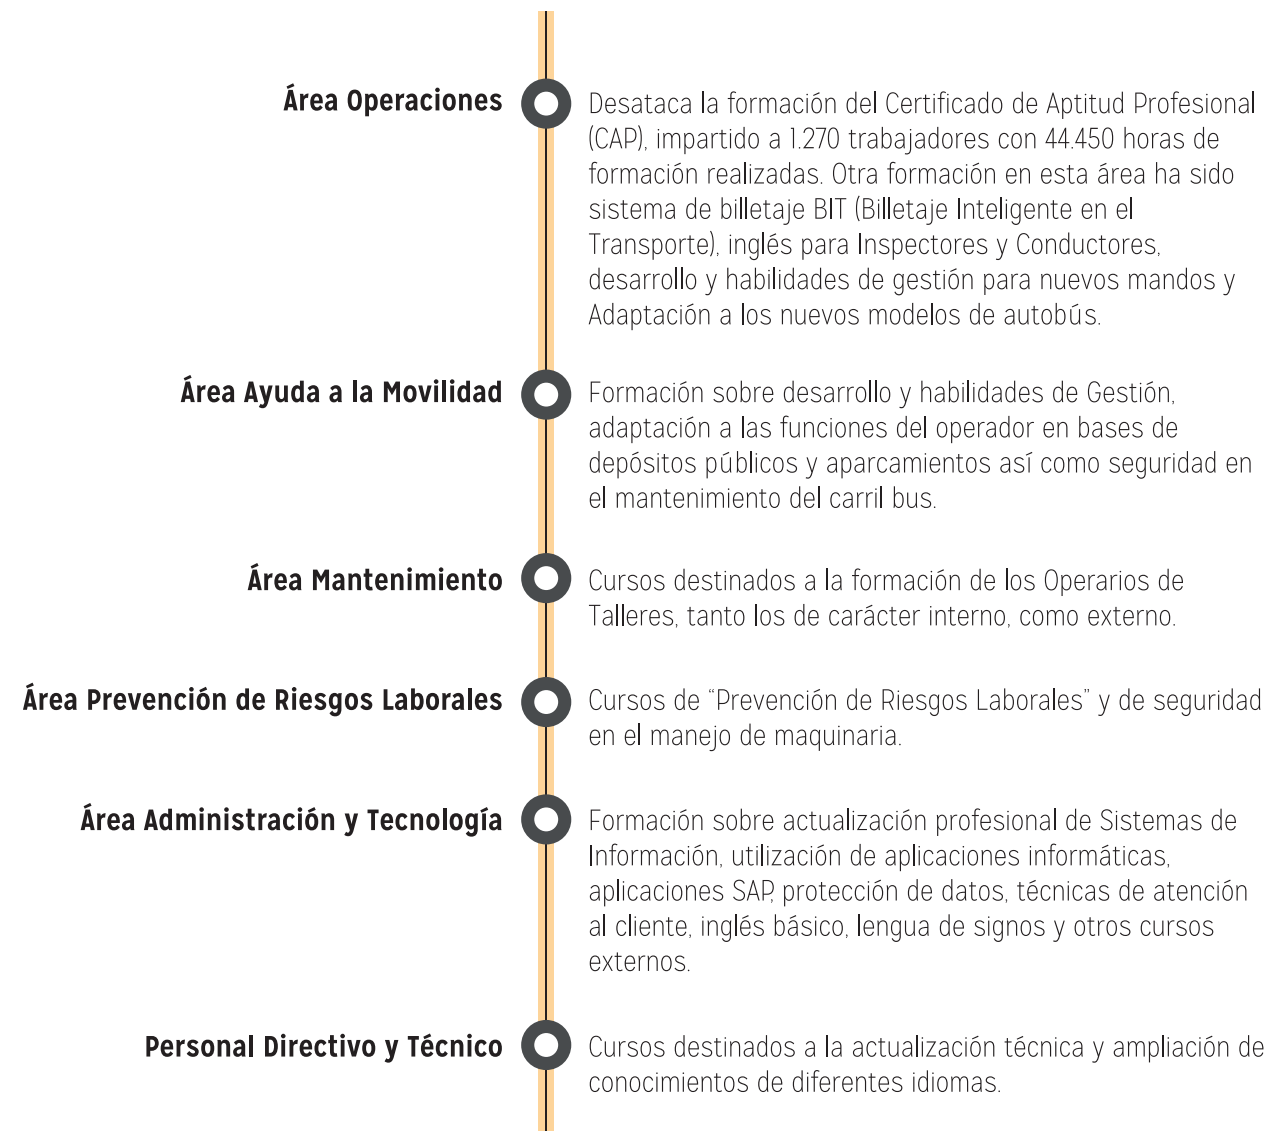 Área Operaciones
Desataca la formación del Certificado de Aptitud Profesional
(CAP), impartido a 1.270 trabajadores con 44.450 horas de
formación realizadas. Otra formación en esta área ha sido
sistema de billetaje BIT (Billetaje Inteligente en el
Transporte), inglés para Inspectores y Conductores,
desarrollo y habilidades de gestión para nuevos mandos y
Adaptación a los nuevos modelos de autobús.
Área Ayuda a la Movilidad
Formación sobre desarrollo y habilidades de Gestión,
adaptación a las funciones del operador en bases de
depósitos públicos y aparcamientos así como seguridad en
el mantenimiento del carril bus.
Área Mantenimiento
Cursos destinados a la formación de los Operarios de
Talleres, tanto los de carácter interno, como externo.
Área Prevención de Riesgos Laborales
Cursos de “Prevención de Riesgos Laborales” y de seguridad
en el manejo de maquinaria.
Área Administración y Tecnología
Formación sobre actualización profesional de Sistemas de
Información, utilización de aplicaciones informáticas,
aplicaciones SAP, protección de datos, técnicas de atención
al cliente, inglés básico, lengua de signos y otros cursos
externos.
Personal Directivo y Técnico
Cursos destinados a la actualización técnica y ampliación de
conocimientos de diferentes idiomas.